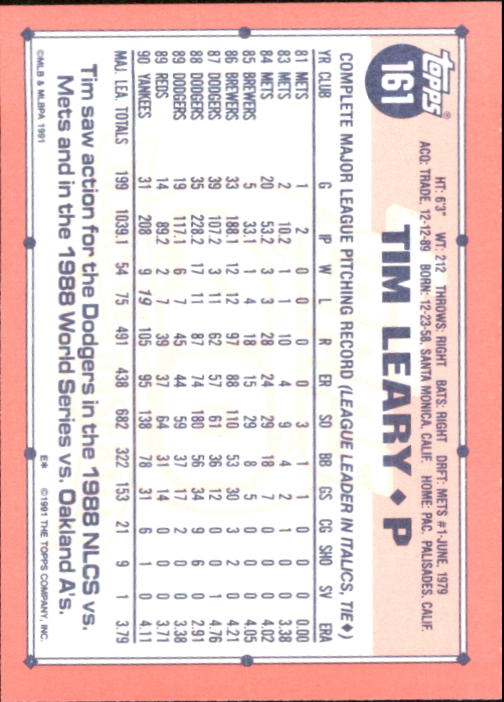 topps®
161
HT: 6'3" WT: 212 THROWS: RIGHT BATS: RIGHT DRFT: METS #1-JUNE, 1979
ACQ: TRADE, 12-12-89 BORN: 12-23-58, SANTA MONICA, CALIF. HOME: PAC. PALISADES, CALIF.
TIM LEARY ♦ P
COMPLETE MAJOR LEAGUE PITCHING RECORD (LEAGUE LEADER IN ITALICS, TIE♦)
YR CLUB G IP W L R ER SO BB GS CG SHO SV ERA
81 METS 1 2 0 0 0 0 3 1 1 0 0 0 0.00
83 METS 2 10.2 1 1 10 4 9 4 2 1 0 0 3.38
84 METS 20 53.2 3 3 28 24 29 18 7 0 0 0 4.02
85 BREWERS 5 33.1 1 4 18 15 29 8 5 0 0 0 4.05
86 BREWERS 33 188.1 12 12 97 88 110 53 30 3 2 0 4.21
87 DODGERS 39 107.2 3 11 62 57 61 36 12 0 0 1 4.76
88 DODGERS 35 228.2 17 11 87 74 180 56 34 9 6 0 2.91
89 DODGERS 19 117.1 6 7 45 44 59 37 17 2 0 0 3.38
89 REDS 14 89.2 2 7 39 37 64 31 14 0 0 0 3.71
90 YANKEES 31 208 9 19 105 95 138 78 31 6 1 0 4.11
MAJ. LEA. TOTALS 199 1039.1 54 75 491 438 682 322 153 21 9 1 3.79
Tim saw action for the Dodgers in the 1988 NLCS vs.
Mets and in the 1988 World Series vs. Oakland A's.
©MLB & MLBPA 1991 E* ©1991 THE TOPPS COMPANY, INC.